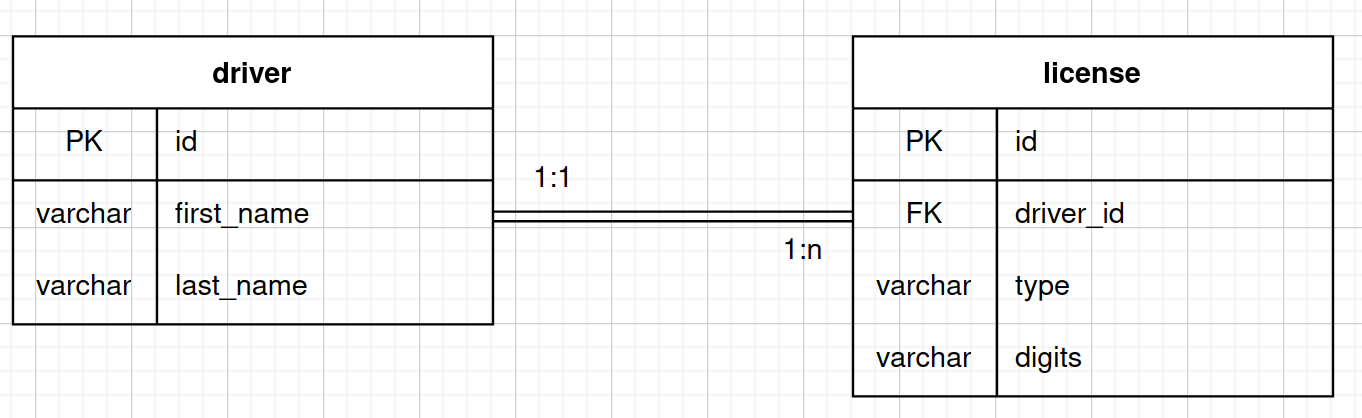 driver
PK id
varchar first_name
varchar last_name
1:1
1:n
license
PK id
FK driver_id
varchar type
varchar digits